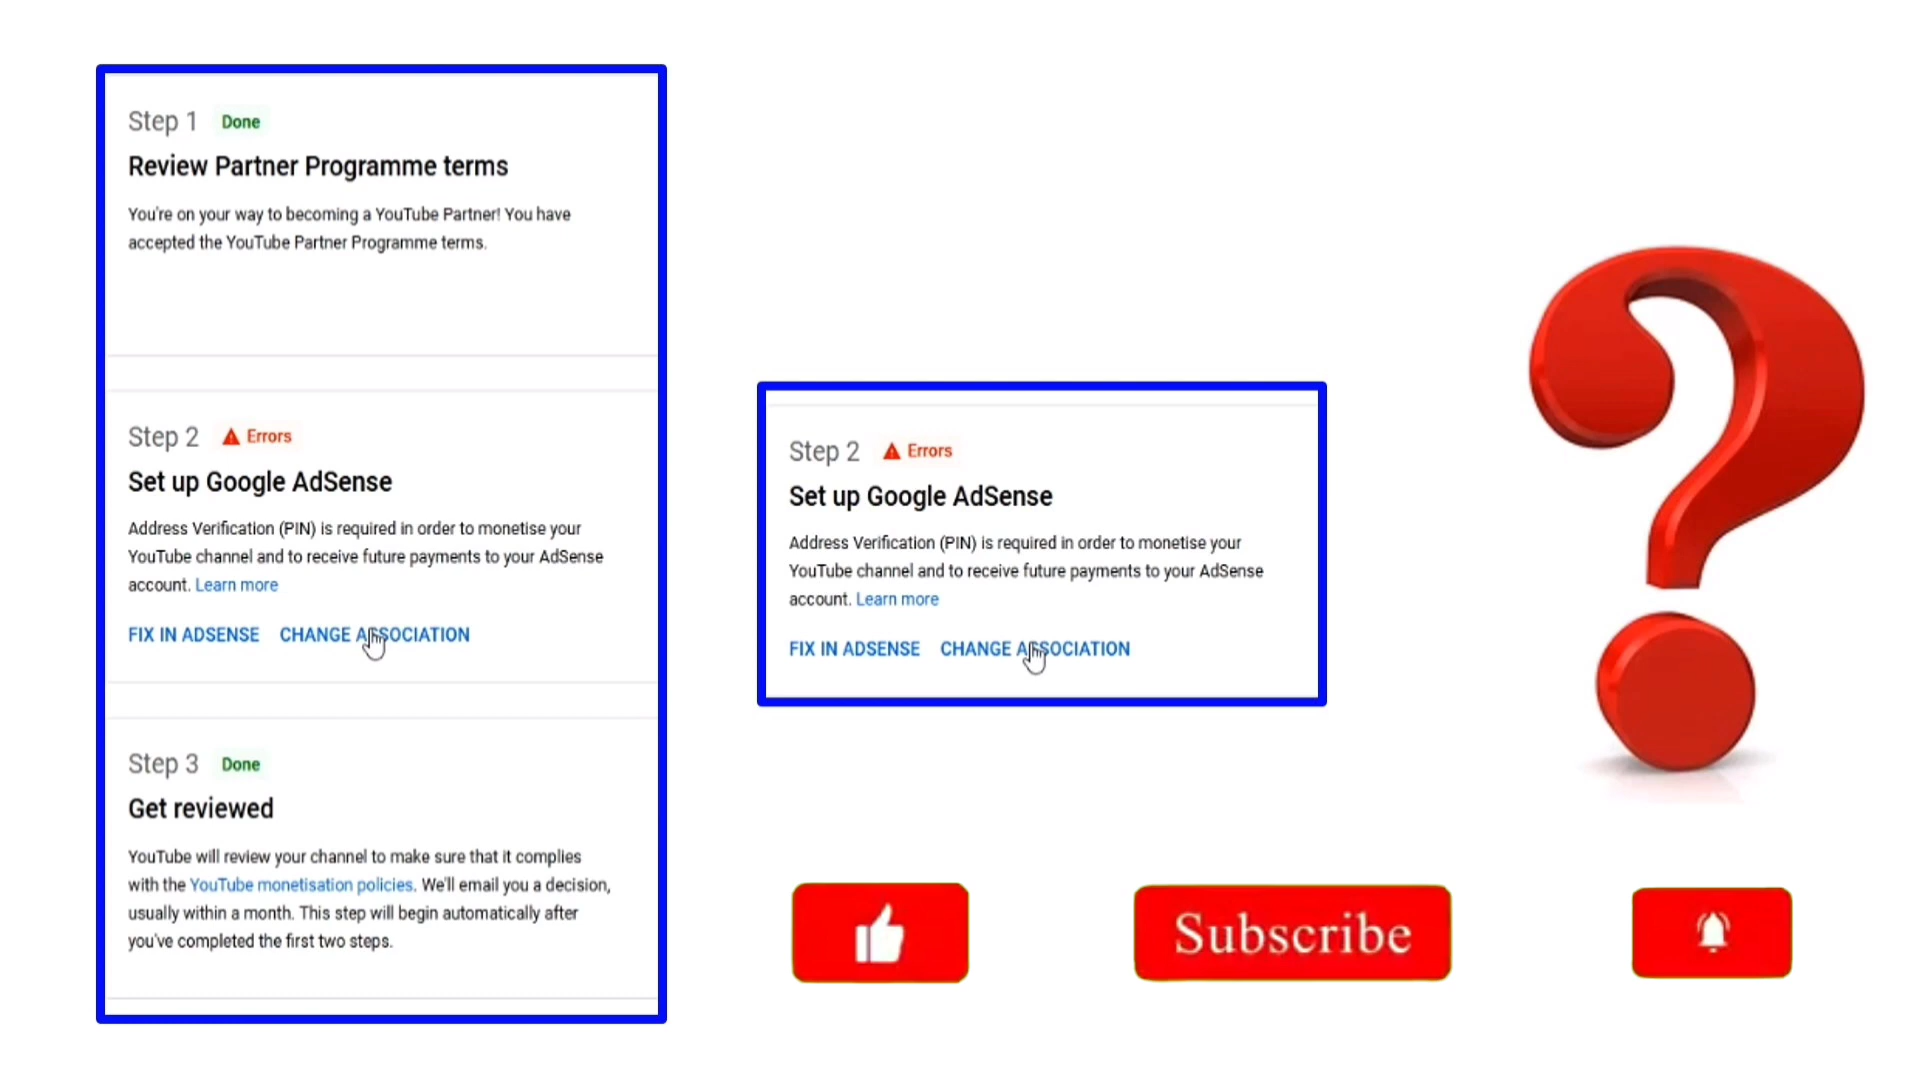 Step 1 Done
Review Partner Programme terms
You're on your way to becoming a YouTube Partner! You have
accepted the YouTube Partner Programme terms.
Step 2 Errors
Set up Google AdSense
Address Verification (PIN) is required in order to monetise your
YouTube channel and to receive future payments to your AdSense
account. Learn more
FIX IN ADSENSE CHANGE ASSOCIATION
Step 3 Done
Get reviewed
YouTube will review your channel to make sure that it complies
with the YouTube monetisation policies. We'll email you a decision,
usually within a month. This step will begin automatically after
you've completed the first two steps.
Step 2 Errors
Set up Google AdSense
Address Verification (PIN) is required in order to monetise your
YouTube channel and to receive future payments to your AdSense
account. Learn more
FIX IN ADSENSE CHANGE ASSOCIATION
Subscribe